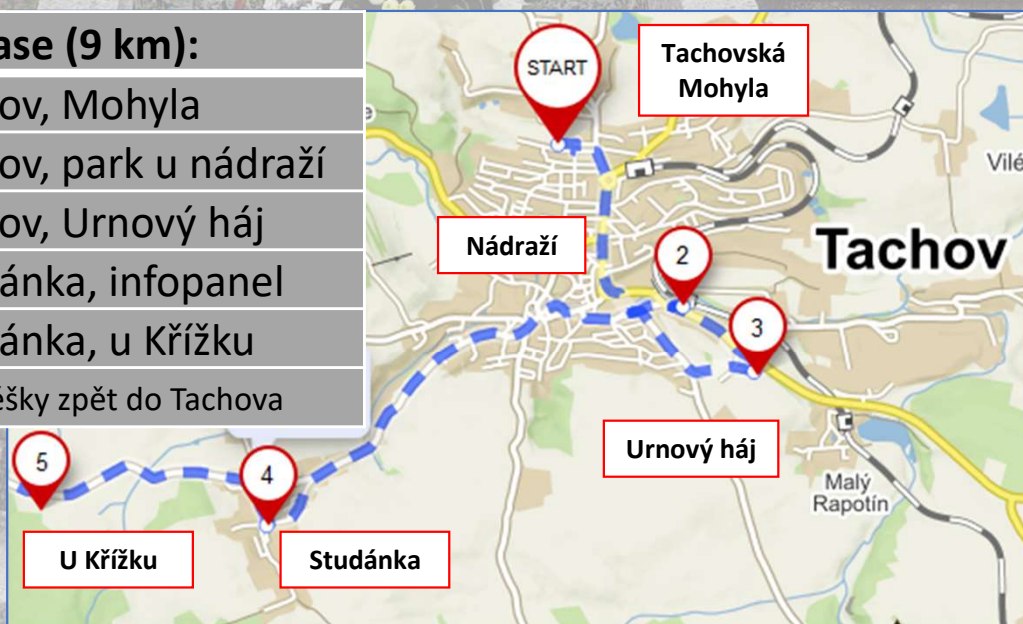 ase (9 km):
ov, Mohyla
ov, park u nádraží
ov, Urnový háj
ánka, infopanel
ánka, u Křížku
ěšky zpět do Tachova
START
Tachovská
Mohyla
Vilé
Nádraží
Tachov
2
3
Urnový háj
Malý
Rapotín
5
4
U Křížku
Studánka